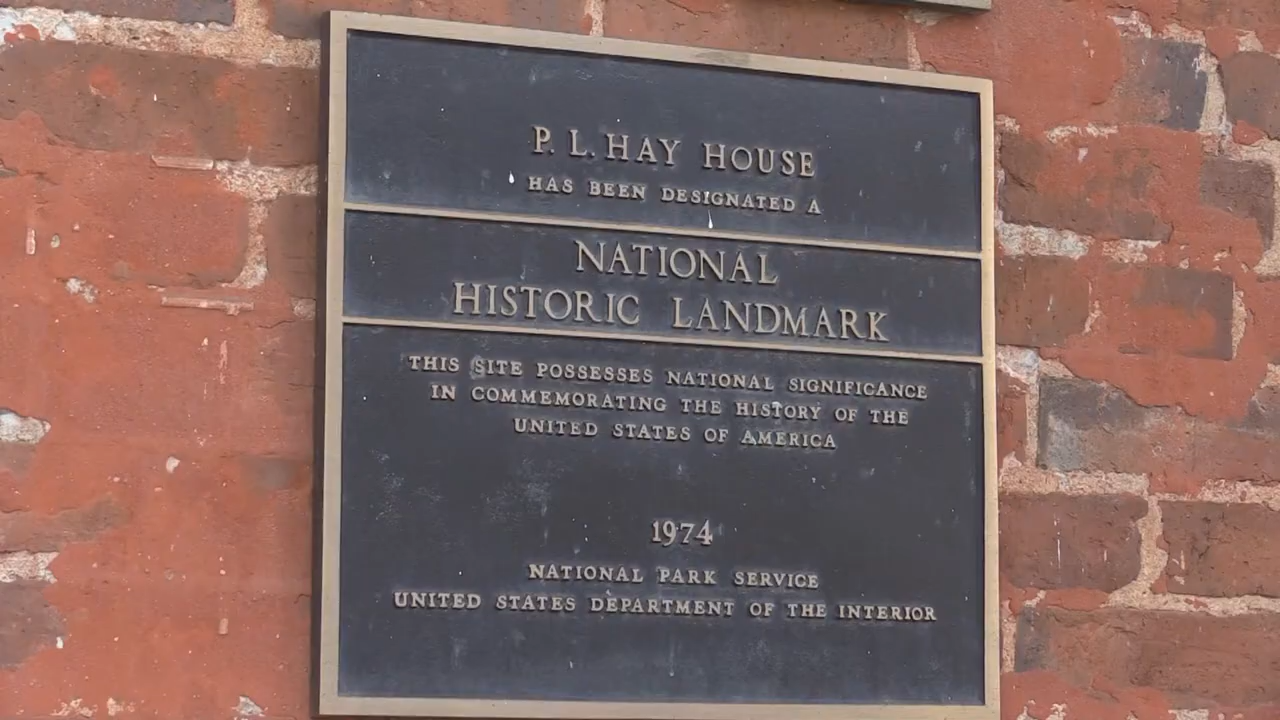 P. L. HAY HOUSE
HAS BEEN DESIGNATED A
NATIONAL
HISTORIC LANDMARK
THIS SITE POSSESSES NATIONAL SIGNIFICANCE
IN COMMEMORATING THE HISTORY OF THE
UNITED STATES OF AMERICA
1974
NATIONAL PARK SERVICE
UNITED STATES DEPARTMENT OF THE INTERIOR